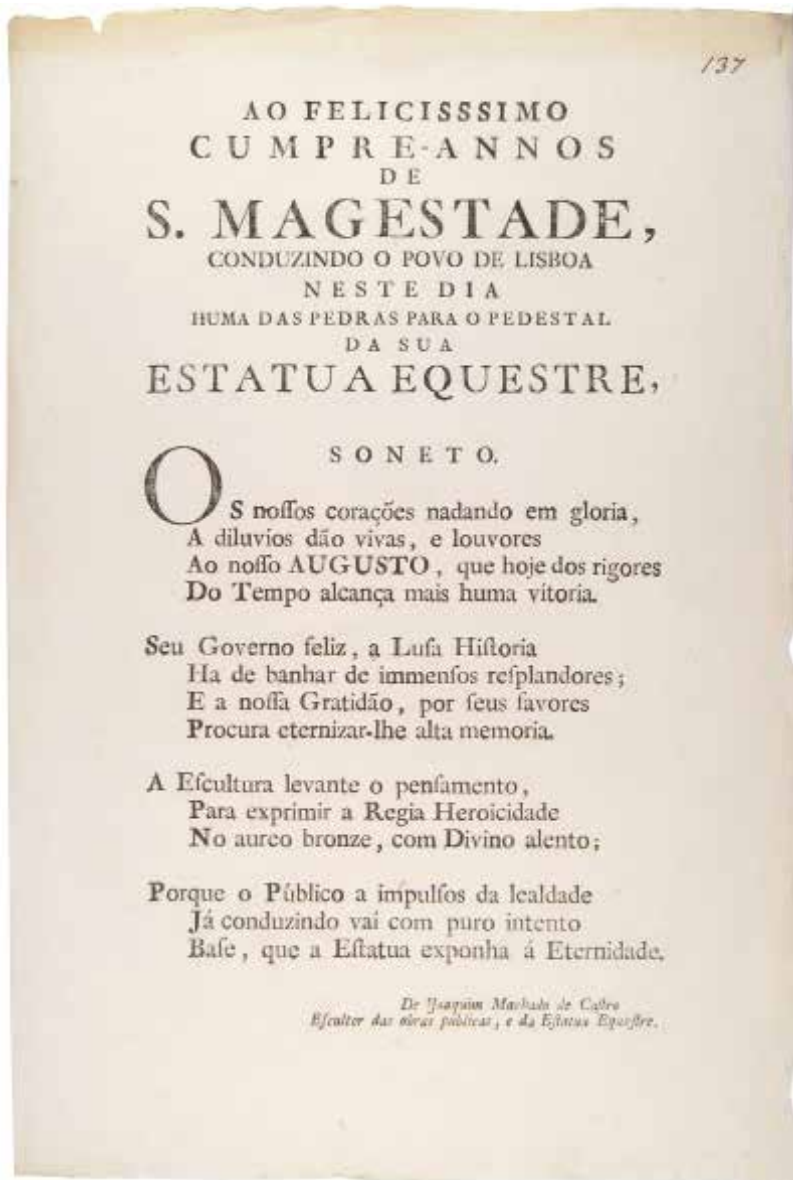 137
AO FELICISSSIMO
CUMPRE-ANNOS
DE
S. MAGESTADE,
CONDUZINDO O POVO DE LISBOA
NESTE DIA
HUMA DAS PEDRAS PARA O PEDESTAL
DA SUA
ESTATUA EQUESTRE,
SONETO.
OS noſſos corações nadando em gloria,
A diluvios dão vivas, e louvores
Ao noſſo AUGUSTO, que hoje dos rigores
Do Tempo alcança mais huma vitoria.
Seu Governo feliz, a Luſa Hiſtoria
Ha de banhar de immenſos reſplandores;
E a noſſa Gratidão, por ſeus favores
Procura eternizar-lhe alta memoria.
A Eſcultura levante o penſamento,
Para exprimir a Regia Heroicidade
No aureo bronze, com Divino alento;
Porque o Público a impulſos da lealdade
Já conduzindo vai com puro intento
Baſe, que a Eſtatua exponha á Eternidade.
De Joaquim Machado de Caſtro
Eſcultor das obras públicas, e da Eſtatua Equeſtre.